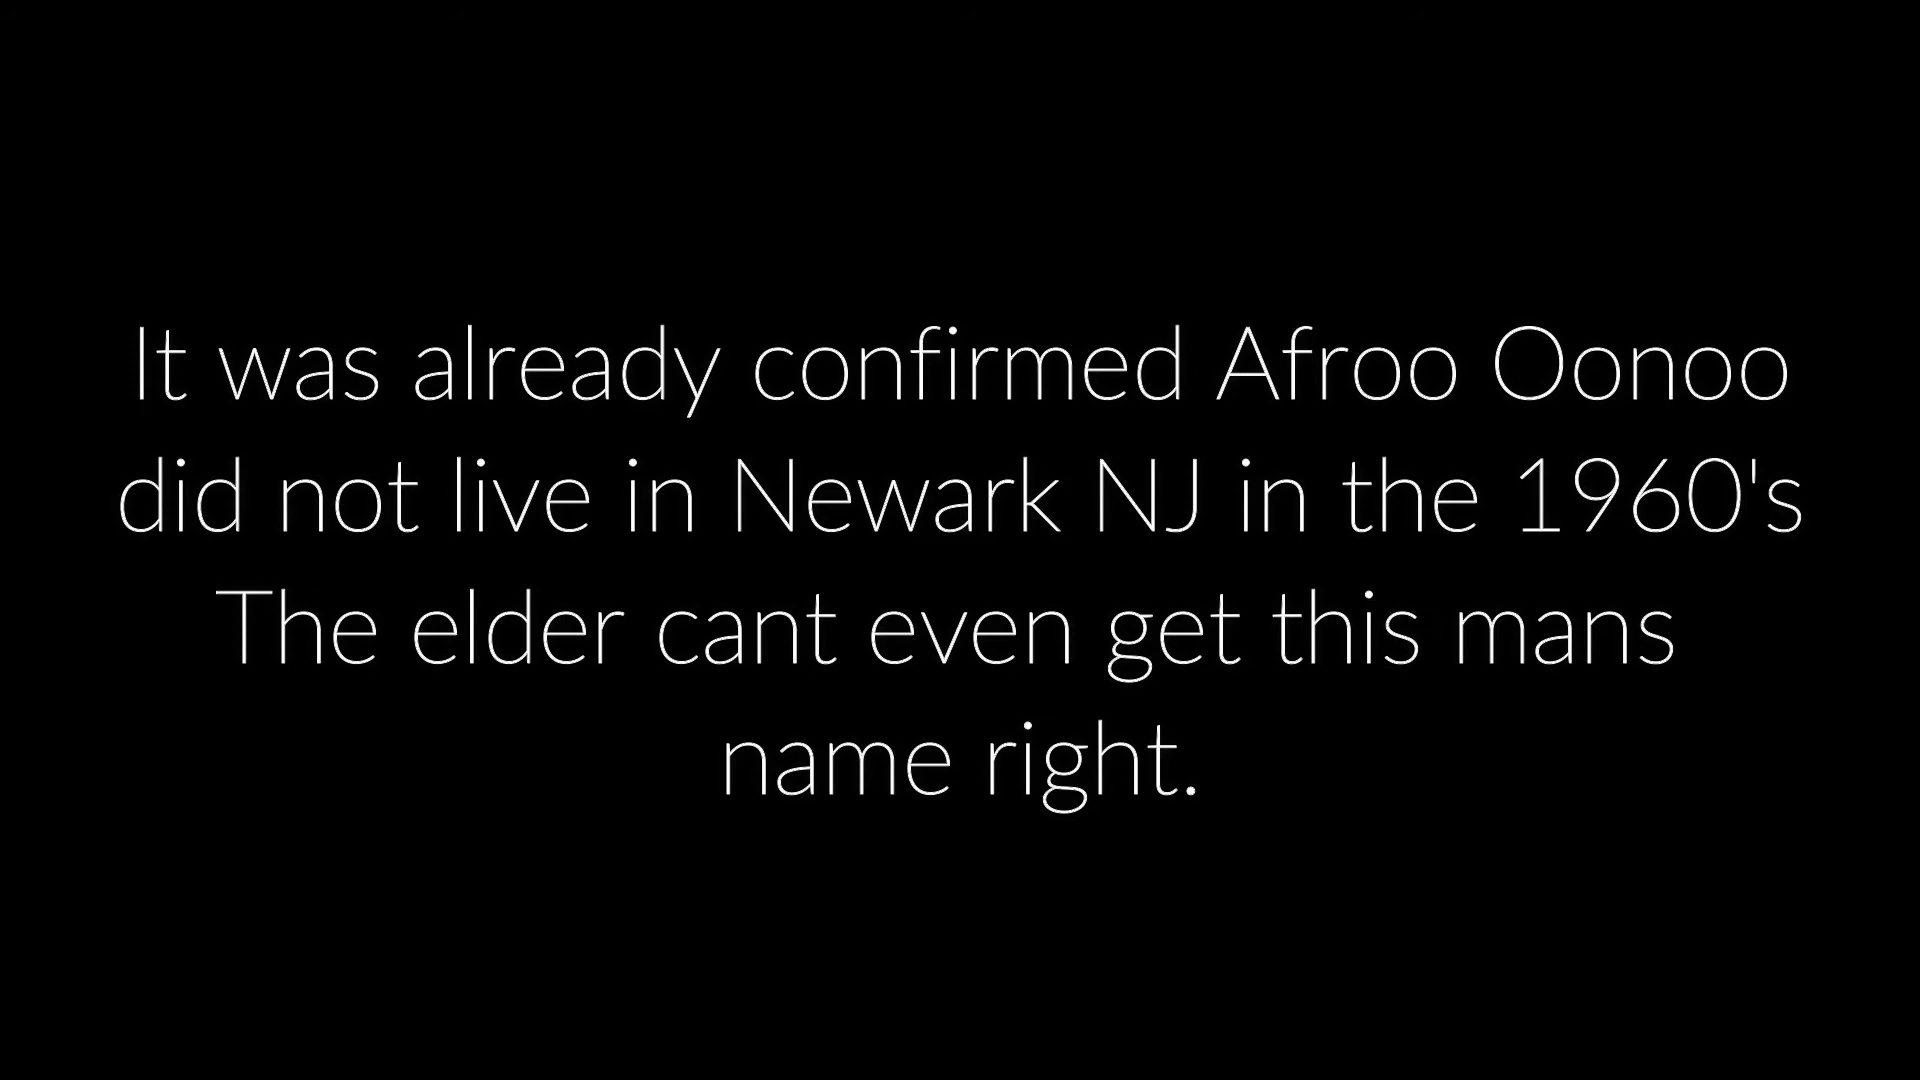 It was already confirmed Afroo Oonoo
did not live in Newark NJ in the 1960's
The elder cant even get this mans
name right.